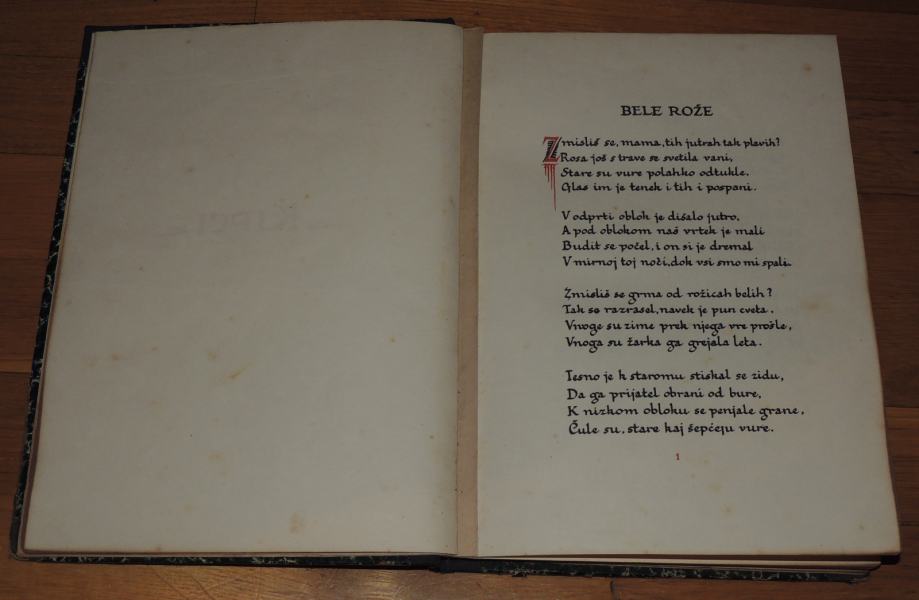 BELE ROŽE
Zmisliš se, mama, tih jutrah tak plavih?
Rosa još s trave se svetila vani,
Stare su vure polahko odtukle.
Glas im je tenek i tih i pospani.
V odprti oblok je dišalo jutro,
A pod oblokom naš vrtek je mali
Budit se počel, i on si je dremal
V mirnoj toj noči, dok vsi smo mi spali.
Zmisliš se grma od rožicah belih?
Tak se razrasel, navek je pun cveta.
Vnoge su zime prek njega vre prošle,
Vnoga su žarka ga grejala leta.
Tesno je k staromu stiskal se zidu,
Da ga prijatel obrani od bure,
K nizkom obloku se penjale grane,
Čule su, stare kaj šepćeju vure.
1